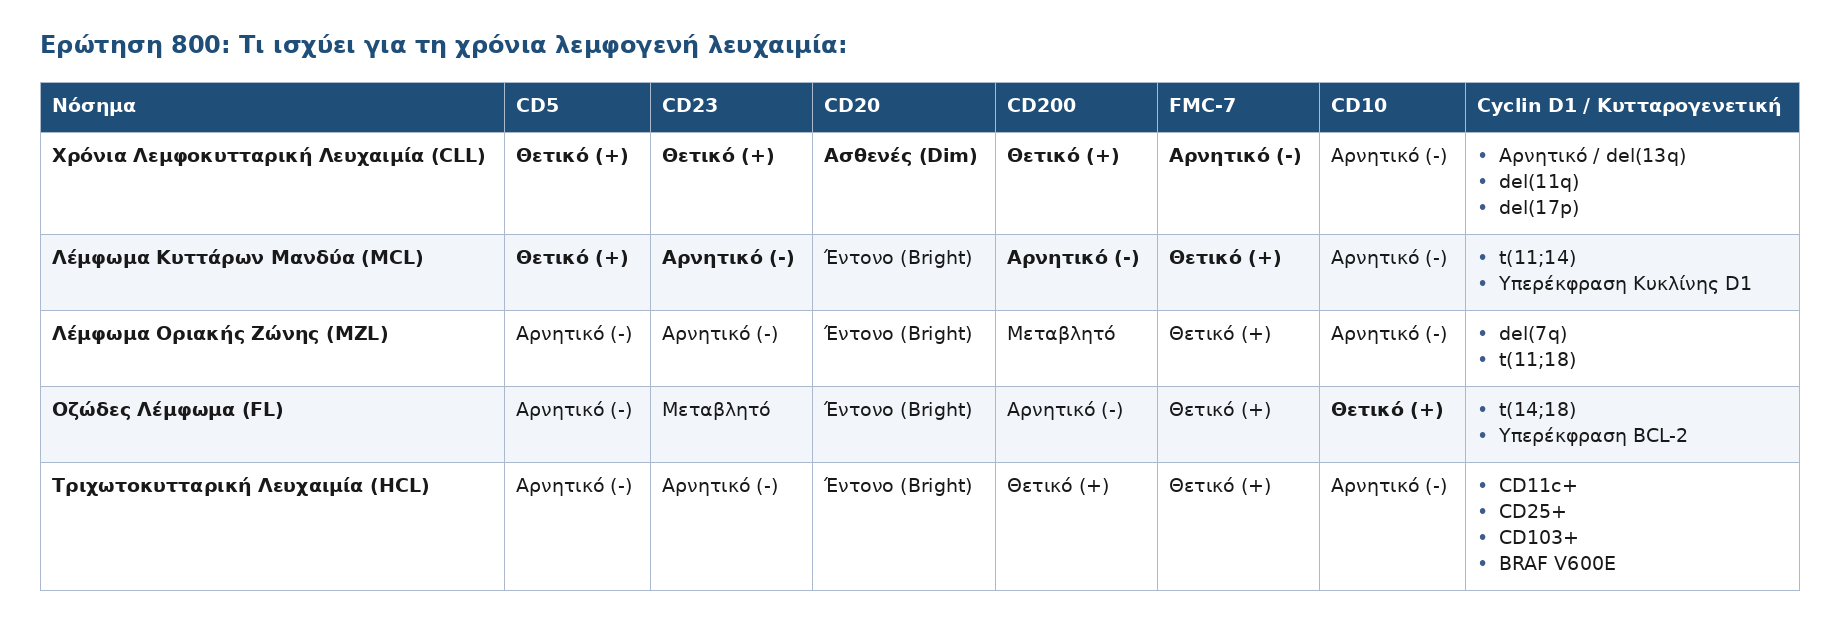 Ερώτηση 800: Τι ισχύει για τη χρόνια λεμφογενή λευχαιμία:
Νόσημα CD5 CD23 CD20 CD200 FMC-7 CD10 Cyclin D1 / Κυτταρογενετική
Χρόνια Λεμφοκυτταρική Λευχαιμία (CLL) Θετικό (+) Θετικό (+) Ασθενές (Dim) Θετικό (+) Αρνητικό (-) Αρνητικό (-) • Αρνητικό / del(13q)
• del(11q)
• del(17p)
Λέμφωμα Κυττάρων Μανδύα (MCL) Θετικό (+) Αρνητικό (-) Έντονο (Bright) Αρνητικό (-) Θετικό (+) Αρνητικό (-) • t(11;14)
• Υπερέκφραση Κυκλίνης D1
Λέμφωμα Οριακής Ζώνης (MZL) Αρνητικό (-) Αρνητικό (-) Έντονο (Bright) Μεταβλητό Θετικό (+) Αρνητικό (-) • del(7q)
• t(11;18)
Οζώδες Λέμφωμα (FL) Αρνητικό (-) Μεταβλητό Έντονο (Bright) Αρνητικό (-) Θετικό (+) Θετικό (+) • t(14;18)
• Υπερέκφραση BCL-2
Τριχωτοκυτταρική Λευχαιμία (HCL) Αρνητικό (-) Αρνητικό (-) Έντονο (Bright) Θετικό (+) Θετικό (+) Αρνητικό (-) • CD11c+
• CD25+
• CD103+
• BRAF V600E